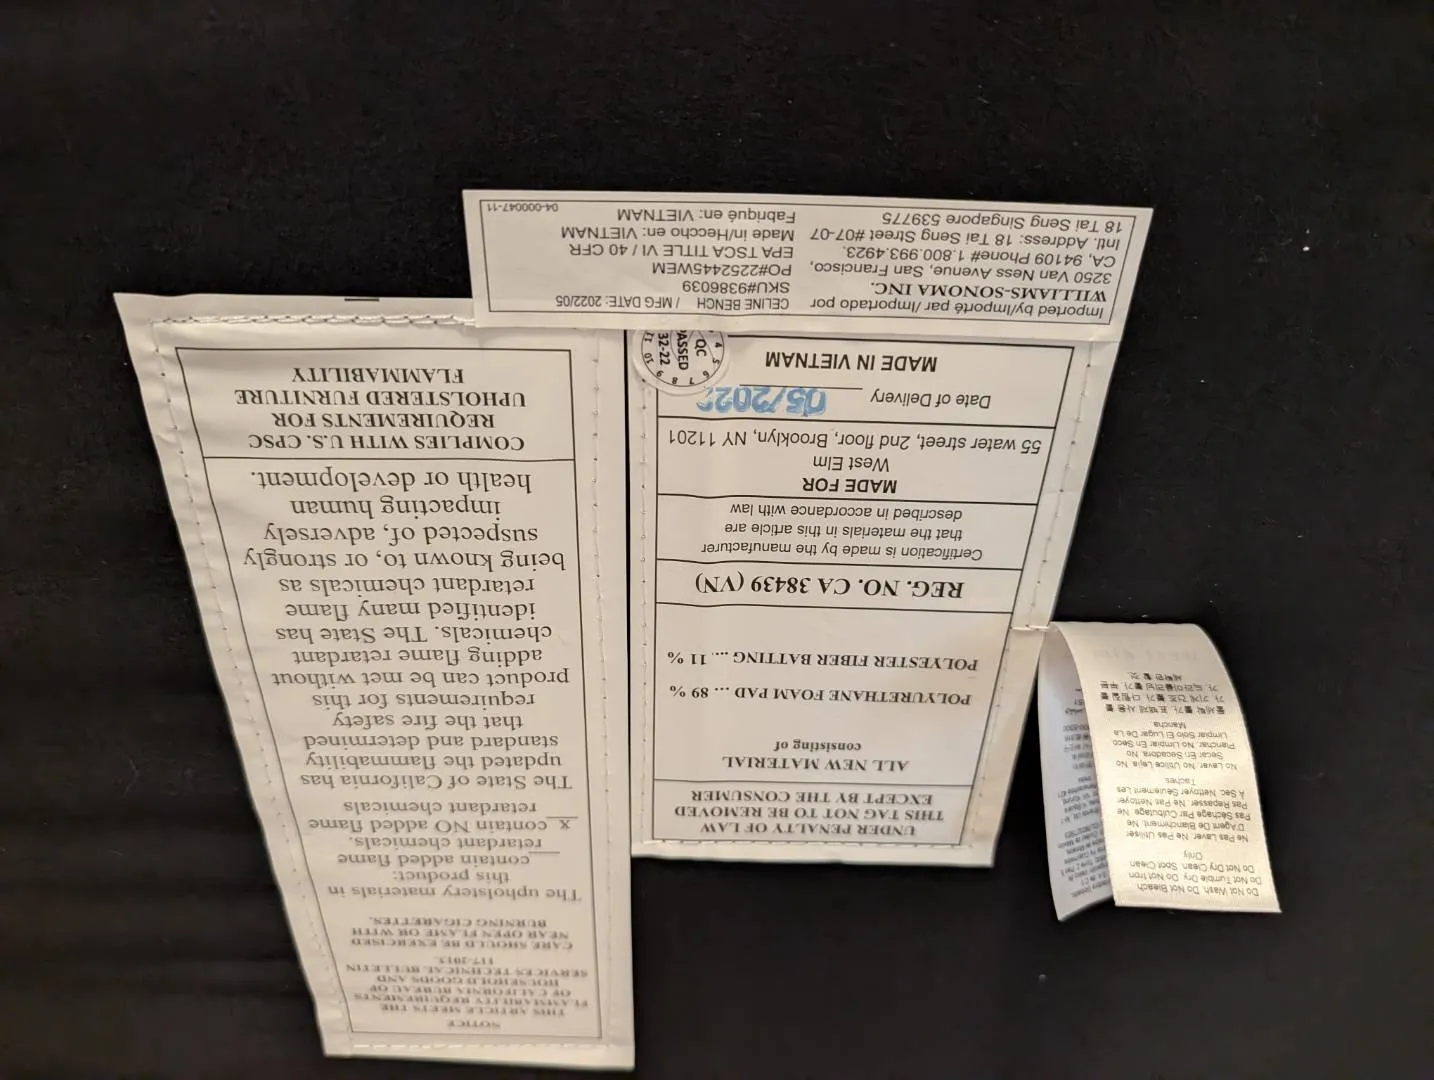 Imported by/Importé par /Importado por
WILLIAMS-SONOMA INC.
3250 Van Ness Avenue, San Francisco,
CA, 94109 Phone# 1.800.993.4923.
Intl. Address: 18 Tai Seng Street #07-07
18 Tai Seng Singapore 539775
CELINE BENCH / MFG DATE: 2022/05
SKU#9386039
PO#2252445WEM
EPA TSCA TITLE VI / 40 CFR
Made in/Heccho en: VIETNAM
Fabriqué en: VIETNAM
04-000047-11
UNDER PENALTY OF LAW
THIS TAG NOT TO BE REMOVED
EXCEPT BY THE CONSUMER
ALL NEW MATERIAL
consisting of
POLYURETHANE FOAM PAD ... 89 %
POLYESTER FIBER BATTING .... 11 %
REG. NO. CA 38439 (VN)
Certification is made by the manufacturer
that the materials in this article are
described in accordance with law
MADE FOR
West Elm
55 water street, 2nd floor, Brooklyn, NY 11201
Date of Delivery 05/202
MADE IN VIETNAM
QC
PASSED
32-22
NOTICE
THIS ARTICLE MEETS THE
FLAMMABILITY REQUIREMENTS
OF CALIFORNIA BUREAU OF
HOUSEHOLD GOODS AND
SERVICES TECHNICAL BULLETIN
117-2013.
CARE SHOULD BE EXERCISED
NEAR OPEN FLAME OR WITH
BURNING CIGARETTES.
The upholstery materials in
this product:
___contain added flame
retardant chemicals.
_x_contain NO added flame
retardant chemicals
The State of California has
updated the flammability
standard and determined
that the fire safety
requirements for this
product can be met without
adding flame retardant
chemicals. The State has
identified many flame
retardant chemicals as
being known to, or strongly
suspected of, adversely
impacting human
health or development.
COMPLIES WITH U.S. CPSC
REQUIREMENTS FOR
UPHOLSTERED FURNITURE
FLAMMABILITY
Do Not Wash Do Not Bleach
Do Not Tumble Dry. Do Not Iron
Do Not Dry Clean. Spot Clean
Only
Ne Pas Laver. Ne Pas Utiliser
D'Agent De Blanchiment. Ne
Pas Séchage Par Culbutage. Ne
Pas Repasser. Ne Pas Nettoyer
À Sec. Nettoyer Seulement Les
Taches
No Lavar. No Utilice Lejía. No
Secar En Secadora. No
Planchar. No Limpiar En Seco
Limpiar Solo El Lugar De La
Mancha